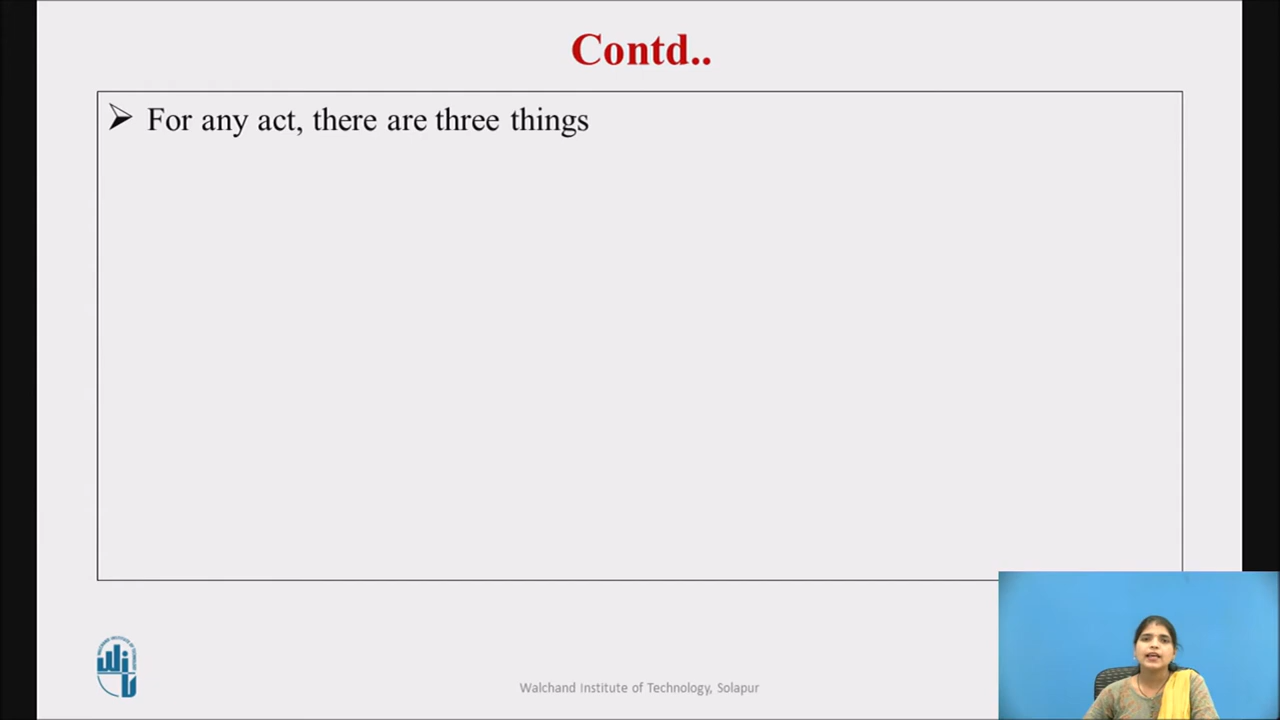 Contd..
➤ For any act, there are three things
Walchand Institute of Technology, Solapur